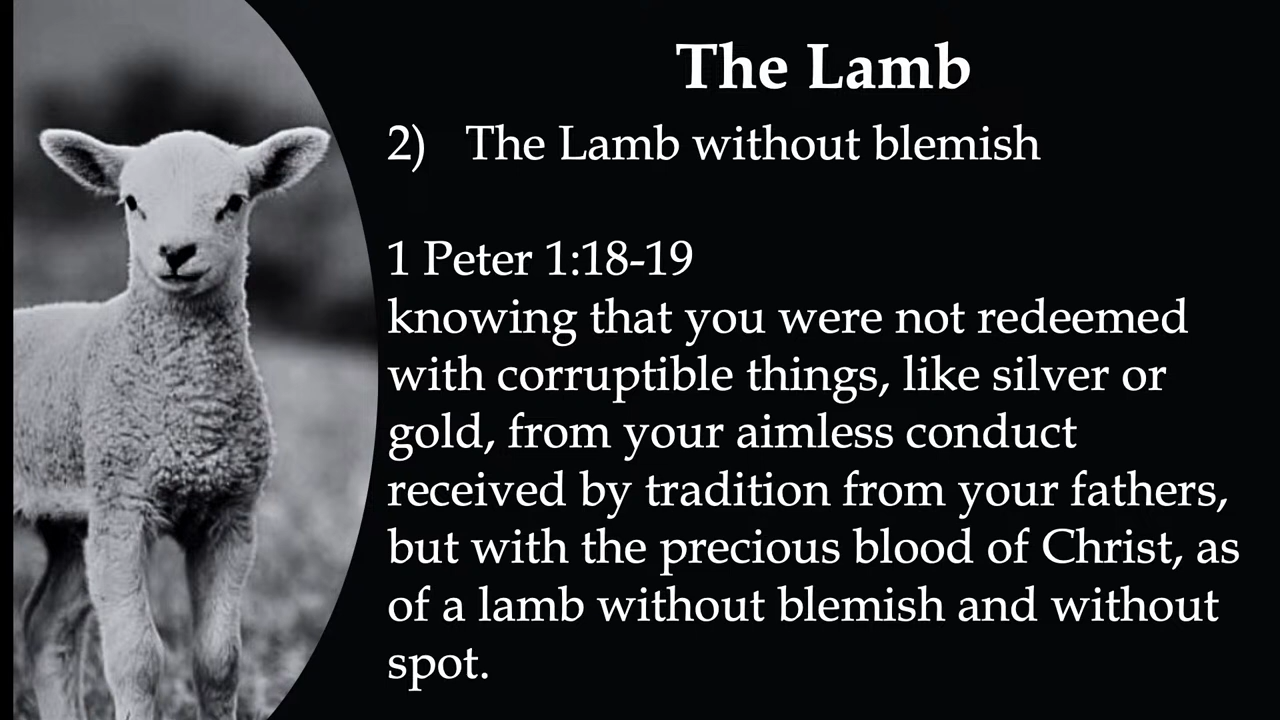 The Lamb
2) The Lamb without blemish
1 Peter 1:18-19
knowing that you were not redeemed
with corruptible things, like silver or
gold, from your aimless conduct
received by tradition from your fathers,
but with the precious blood of Christ, as
of a lamb without blemish and without
spot.